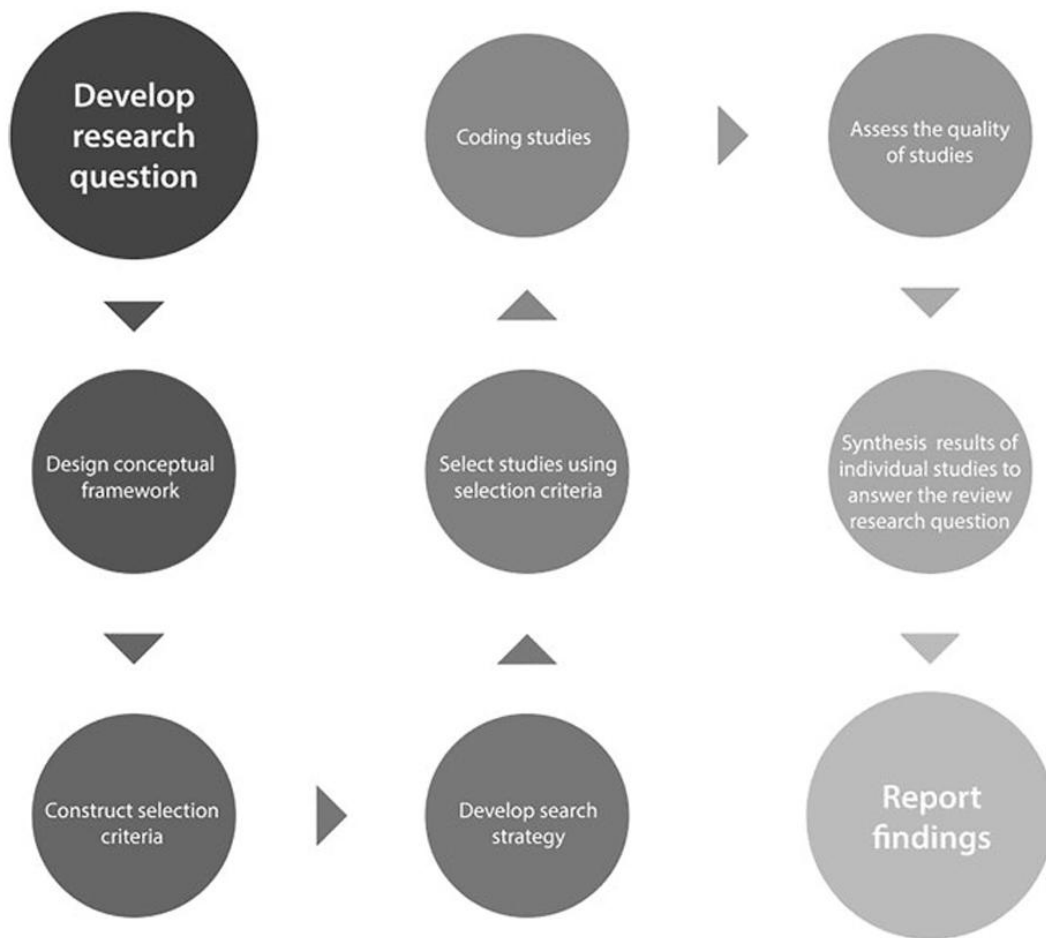 Develop
research
question
Design conceptual
framework
Construct selection
criteria
Develop search
strategy
Select studies using
selection criteria
Coding studies
Assess the quality
of studies
Synthesis results of
individual studies to
answer the review
research question
Report
findings